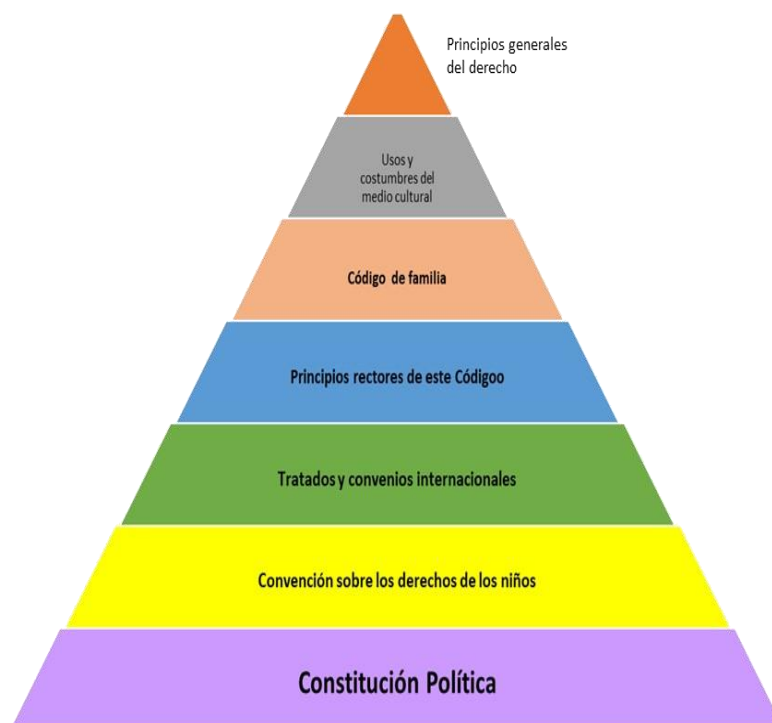 Principios generales
del derecho
Usos y
costumbres del
medio cultural
Código de familia
Principios rectores de este Códigoo
Tratados y convenios internacionales
Convención sobre los derechos de los niños
Constitución Política